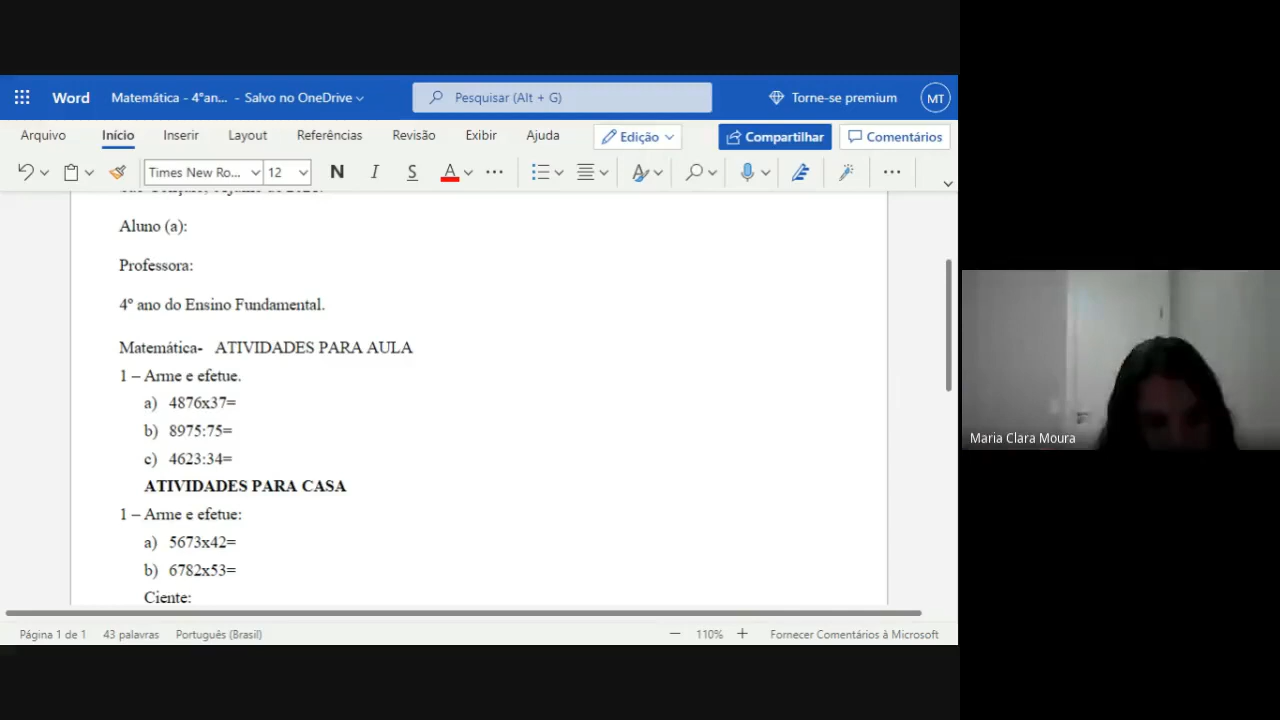 Word
Matemática - 4°an... - Salvo no OneDrive
Pesquisar (Alt + G)
Torne-se premium
MT
Arquivo
Início
Inserir
Layout
Referências
Revisão
Exibir
Ajuda
Edição
Compartilhar
Comentários
Times New Ro...
12
N
I
S
A
Aluno (a):
Professora:
4º ano do Ensino Fundamental.
Matemática- ATIVIDADES PARA AULA
1 – Arme e efetue.
a) 4876x37=
b) 8975:75=
c) 4623:34=
ATIVIDADES PARA CASA
1 – Arme e efetue:
a) 5673x42=
b) 6782x53=
Ciente:
Página 1 de 1
43 palavras
Português (Brasil)
110%
Fornecer Comentários à Microsoft
Maria Clara Moura